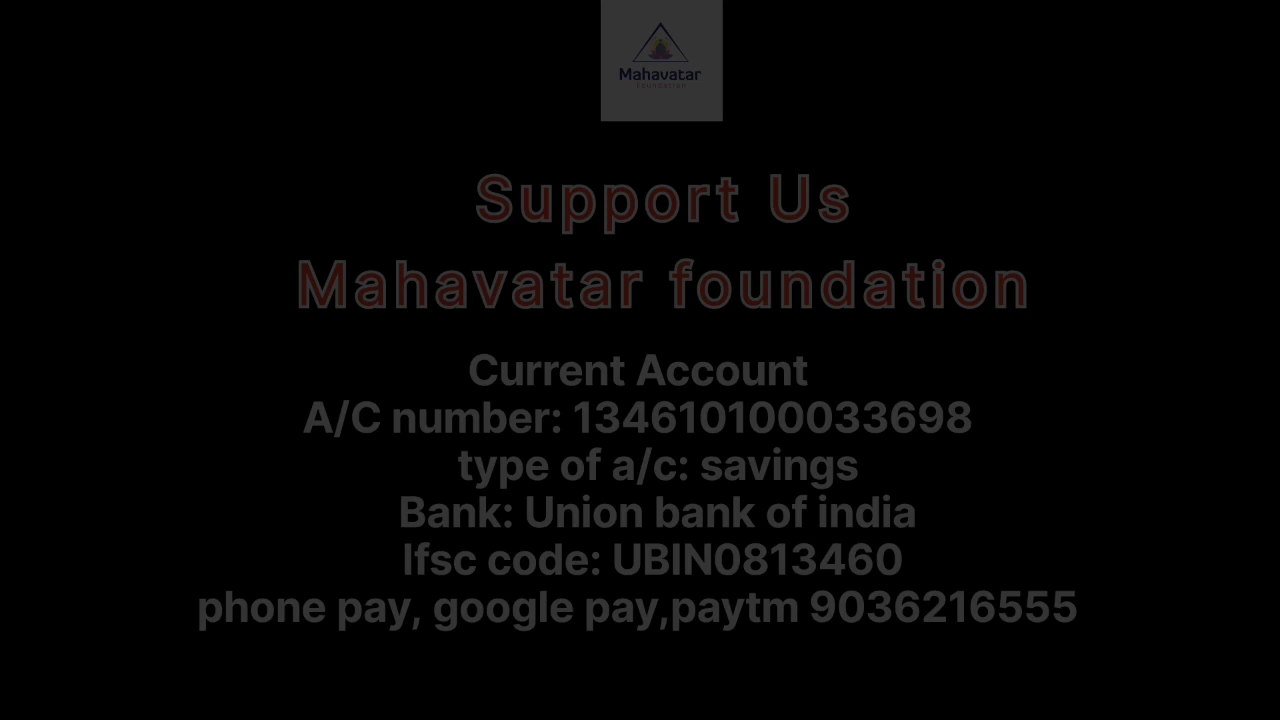 Mahavatar
FOUNDATION
Support Us
Mahavatar foundation
Current Account
A/C number: 134610100033698
type of a/c: savings
Bank: Union bank of india
Ifsc code: UBIN0813460
phone pay, google pay,paytm 9036216555